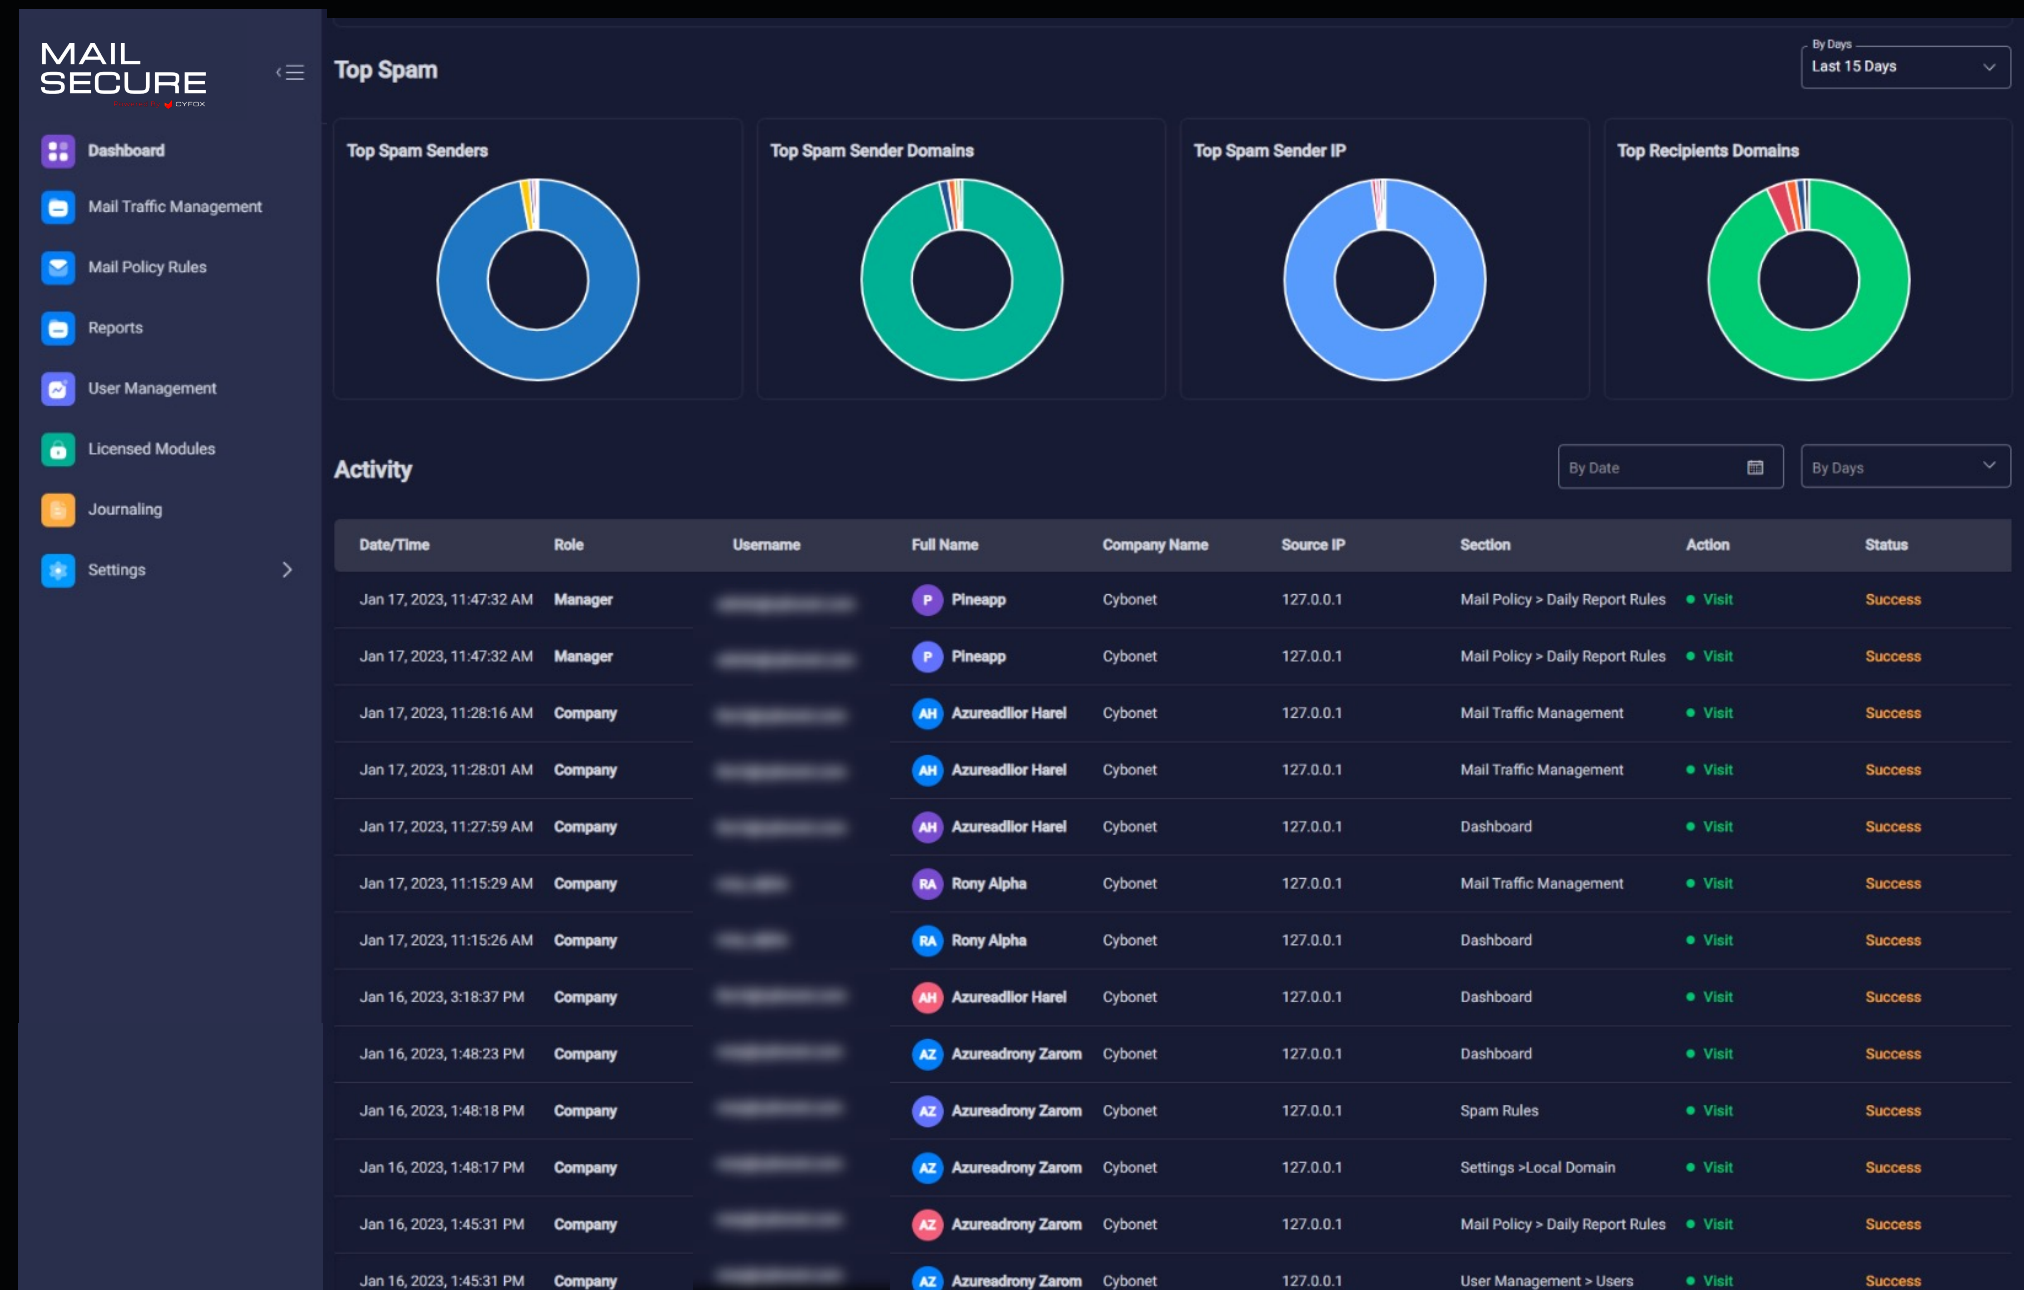 MAIL
SECURE
CYFOX
Dashboard
Mail Traffic Management
Mail Policy Rules
Reports
User Management
Licensed Modules
Journaling
Settings
Top Spam
By Days
Last 15 Days
Top Spam Senders
Top Spam Sender Domains
Top Spam Sender IP
Top Recipients Domains
Activity
By Date
By Days
Date/Time Role Username Full Name Company Name Source IP Section Action Status
Jan 17, 2023, 11:47:32 AM Manager P Pineapp Cybonet 127.0.0.1 Mail Policy > Daily Report Rules Visit Success
Jan 17, 2023, 11:47:32 AM Manager P Pineapp Cybonet 127.0.0.1 Mail Policy > Daily Report Rules Visit Success
Jan 17, 2023, 11:28:16 AM Company AH Azureadlior Harel Cybonet 127.0.0.1 Mail Traffic Management Visit Success
Jan 17, 2023, 11:28:01 AM Company AH Azureadlior Harel Cybonet 127.0.0.1 Mail Traffic Management Visit Success
Jan 17, 2023, 11:27:59 AM Company AH Azureadlior Harel Cybonet 127.0.0.1 Dashboard Visit Success
Jan 17, 2023, 11:15:29 AM Company RA Rony Alpha Cybonet 127.0.0.1 Mail Traffic Management Visit Success
Jan 17, 2023, 11:15:26 AM Company RA Rony Alpha Cybonet 127.0.0.1 Dashboard Visit Success
Jan 16, 2023, 3:18:37 PM Company AH Azureadlior Harel Cybonet 127.0.0.1 Dashboard Visit Success
Jan 16, 2023, 1:48:23 PM Company AZ Azureadrony Zarom Cybonet 127.0.0.1 Dashboard Visit Success
Jan 16, 2023, 1:48:18 PM Company AZ Azureadrony Zarom Cybonet 127.0.0.1 Spam Rules Visit Success
Jan 16, 2023, 1:48:17 PM Company AZ Azureadrony Zarom Cybonet 127.0.0.1 Settings >Local Domain Visit Success
Jan 16, 2023, 1:45:31 PM Company AZ Azureadrony Zarom Cybonet 127.0.0.1 Mail Policy > Daily Report Rules Visit Success
Jan 16, 2023, 1:45:31 PM Company AZ Azureadrony Zarom Cybonet 127.0.0.1 User Management > Users Visit Success